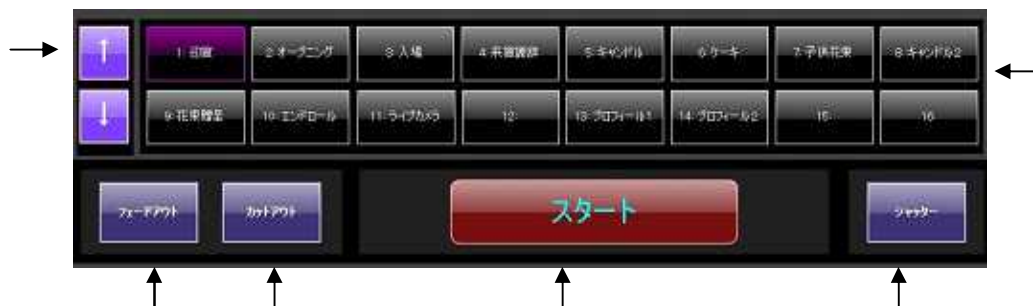 ↑
1: 迎賓
2:オープニング
3:入場
4:来賓謝辞
5:キャンドル
6:ケーキ
7:子供花束
8:キャンドル2
↓
9:花束贈呈
10: エンドロール
11:ライブカメラ
12:
13: プロフィール1
14: プロフィール2
15:
16:
フェードアウト
カットアウト
スタート
シャッター